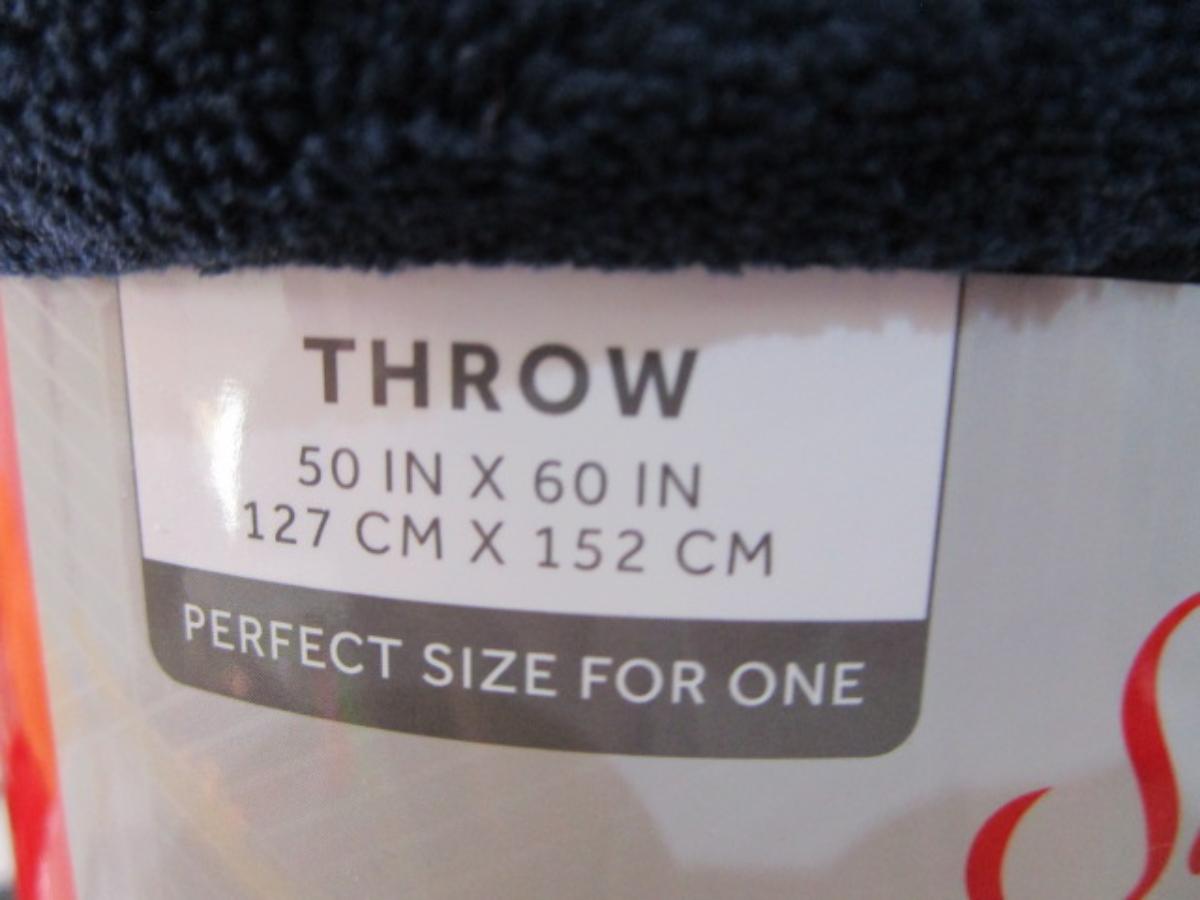 THROW
50 IN X 60 IN
127 CM X 152 CM
PERFECT SIZE FOR ONE